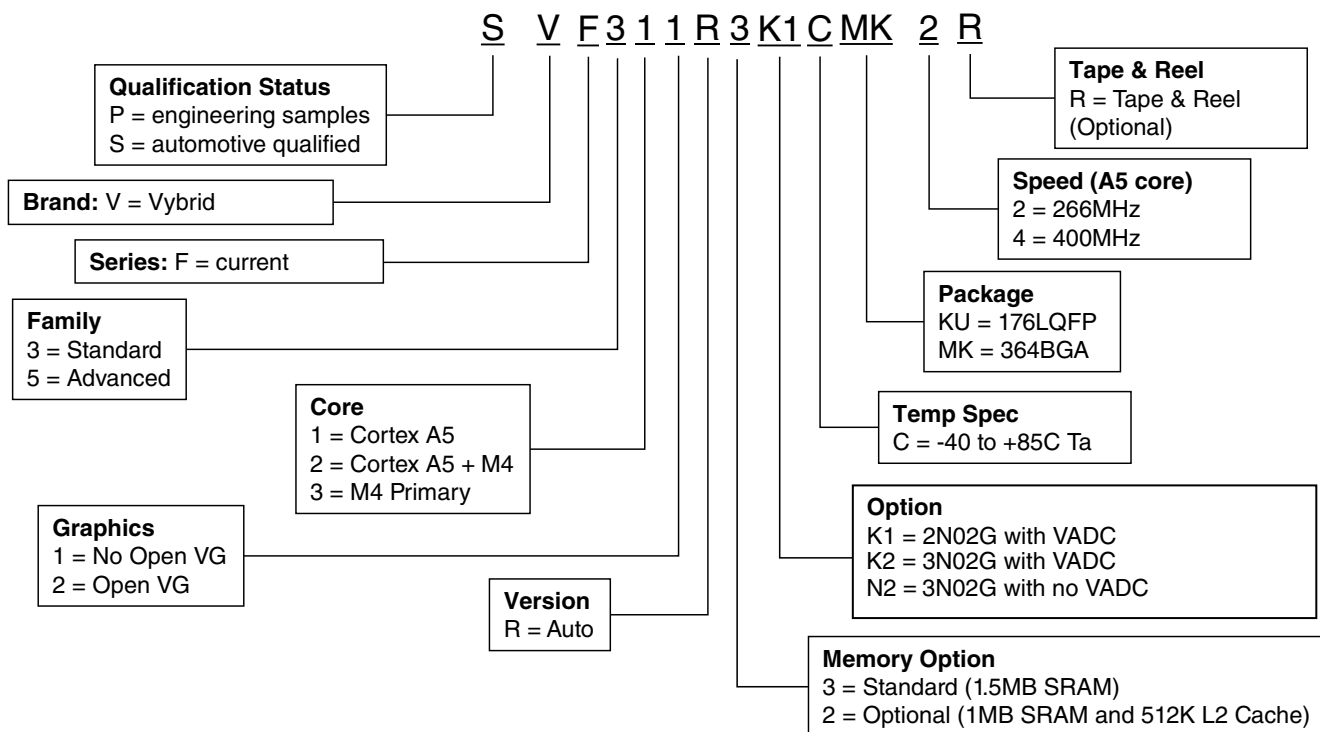 S V F 3 1 1 R 3 K1 C MK 2 R
Qualification Status
P = engineering samples
S = automotive qualified
Tape & Reel
R = Tape & Reel
(Optional)
Brand: V = Vybrid
Speed (A5 core)
2 = 266MHz
4 = 400MHz
Series: F = current
Package
KU = 176LQFP
MK = 364BGA
Family
3 = Standard
5 = Advanced
Core
1 = Cortex A5
2 = Cortex A5 + M4
3 = M4 Primary
Temp Spec
C = -40 to +85C Ta
Graphics
1 = No Open VG
2 = Open VG
Option
K1 = 2N02G with VADC
K2 = 3N02G with VADC
N2 = 3N02G with no VADC
Version
R = Auto
Memory Option
3 = Standard (1.5MB SRAM)
2 = Optional (1MB SRAM and 512K L2 Cache)